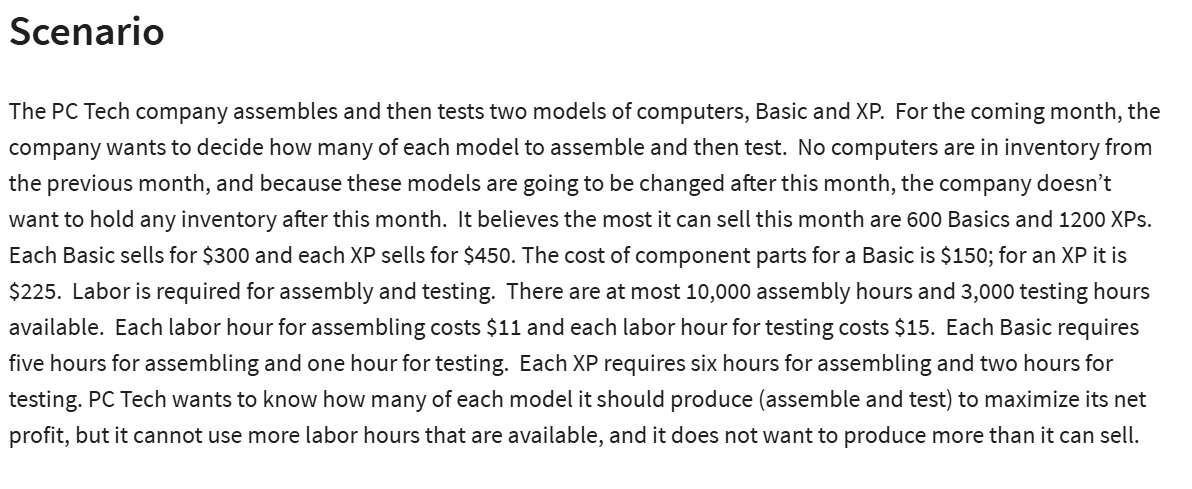 Scenario
The PC Tech company assembles and then tests two models of computers, Basic and XP.  For the coming month, the
company wants to decide how many of each model to assemble and then test.  No computers are in inventory from
the previous month, and because these models are going to be changed after this month, the company doesn’t
want to hold any inventory after this month.  It believes the most it can sell this month are 600 Basics and 1200 XPs.
Each Basic sells for $300 and each XP sells for $450. The cost of component parts for a Basic is $150; for an XP it is
$225.  Labor is required for assembly and testing.  There are at most 10,000 assembly hours and 3,000 testing hours
available.  Each labor hour for assembling costs $11 and each labor hour for testing costs $15.  Each Basic requires
five hours for assembling and one hour for testing.  Each XP requires six hours for assembling and two hours for
testing. PC Tech wants to know how many of each model it should produce (assemble and test) to maximize its net
profit, but it cannot use more labor hours that are available, and it does not want to produce more than it can sell.